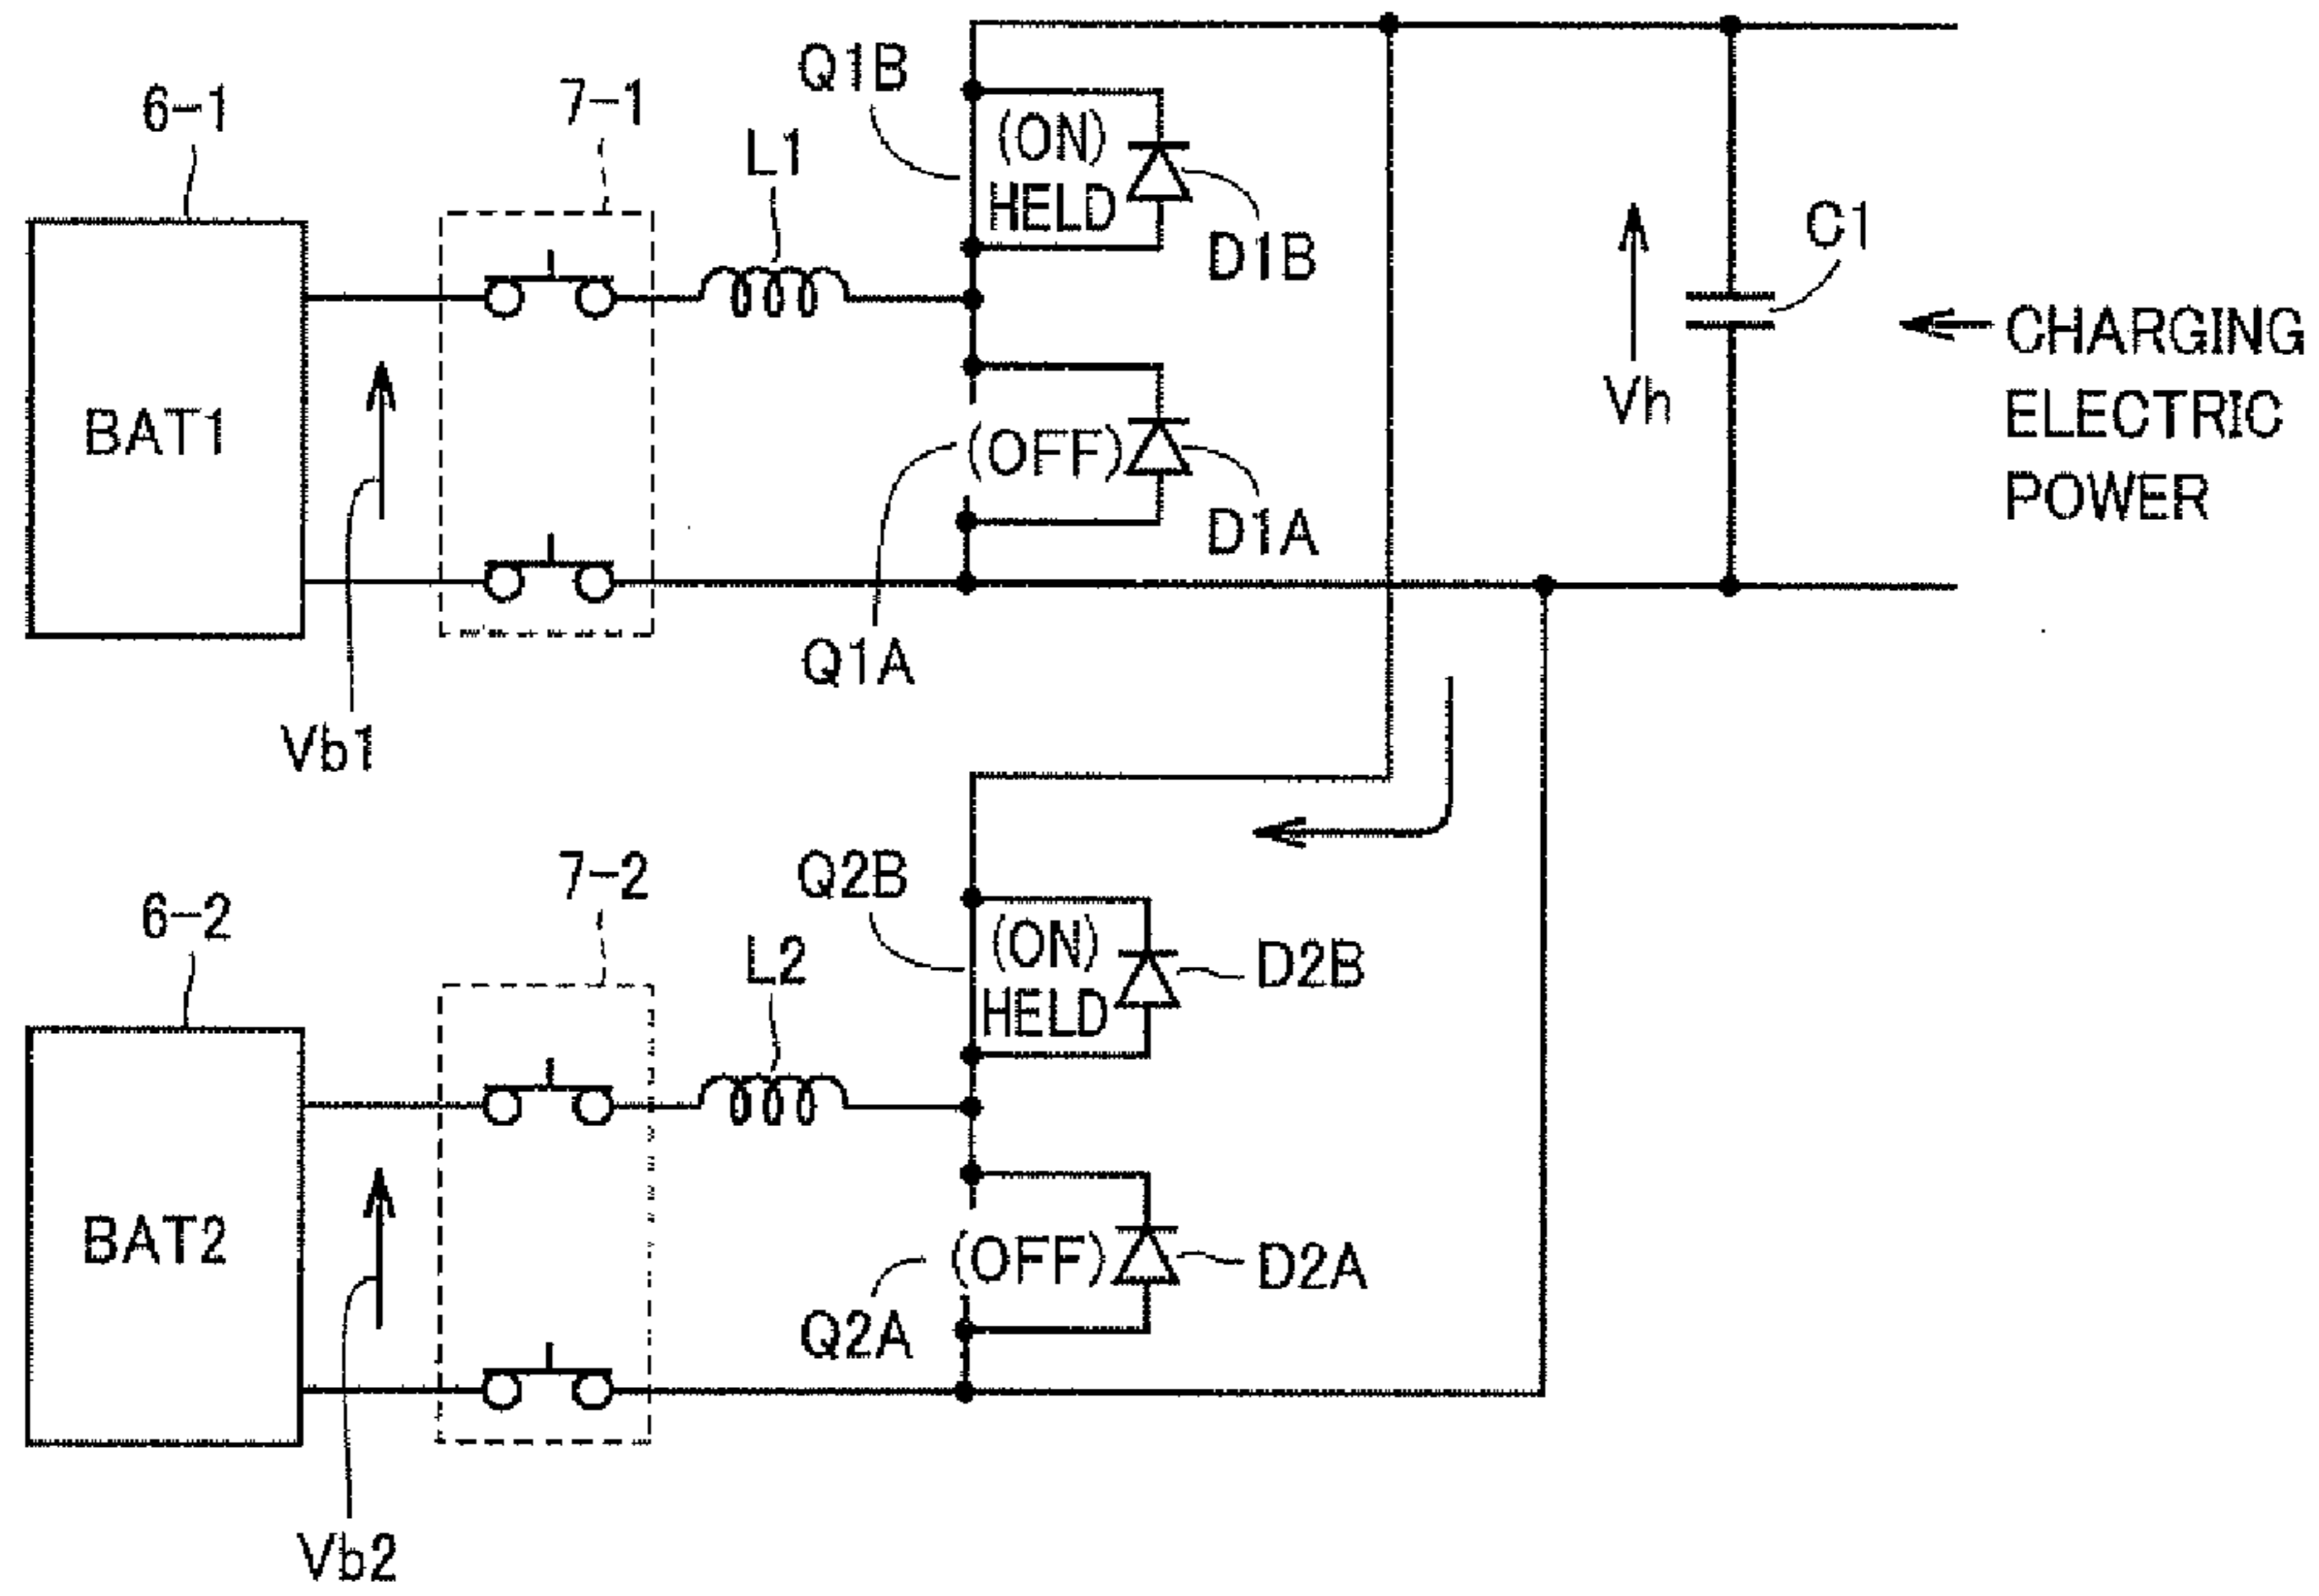 Q1B
6-1
7-1
L1
(ON)
HELD
D1B
C1
CHARGING
ELECTRIC
POWER
Vh
BAT1
(OFF)
D1A
Q1A
Vb1
Q2B
6-2
7-2
L2
(ON)
HELD
D2B
BAT2
(OFF)
D2A
Q2A
Vb2